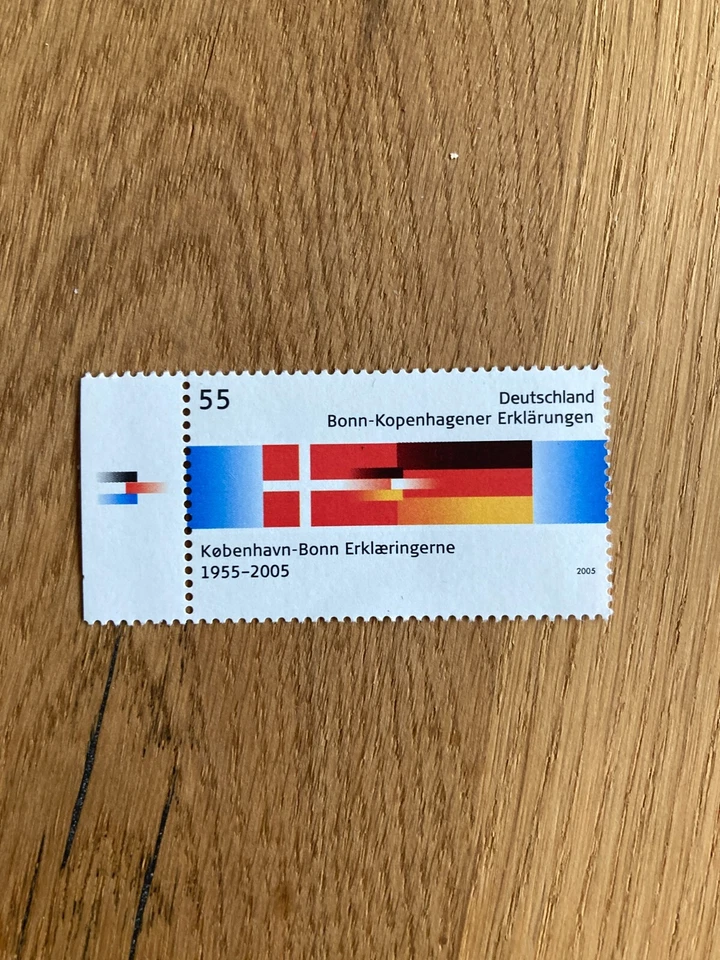 55
Deutschland
Bonn-Kopenhagener Erklärungen
København-Bonn Erklæringerne
1955–2005
2005